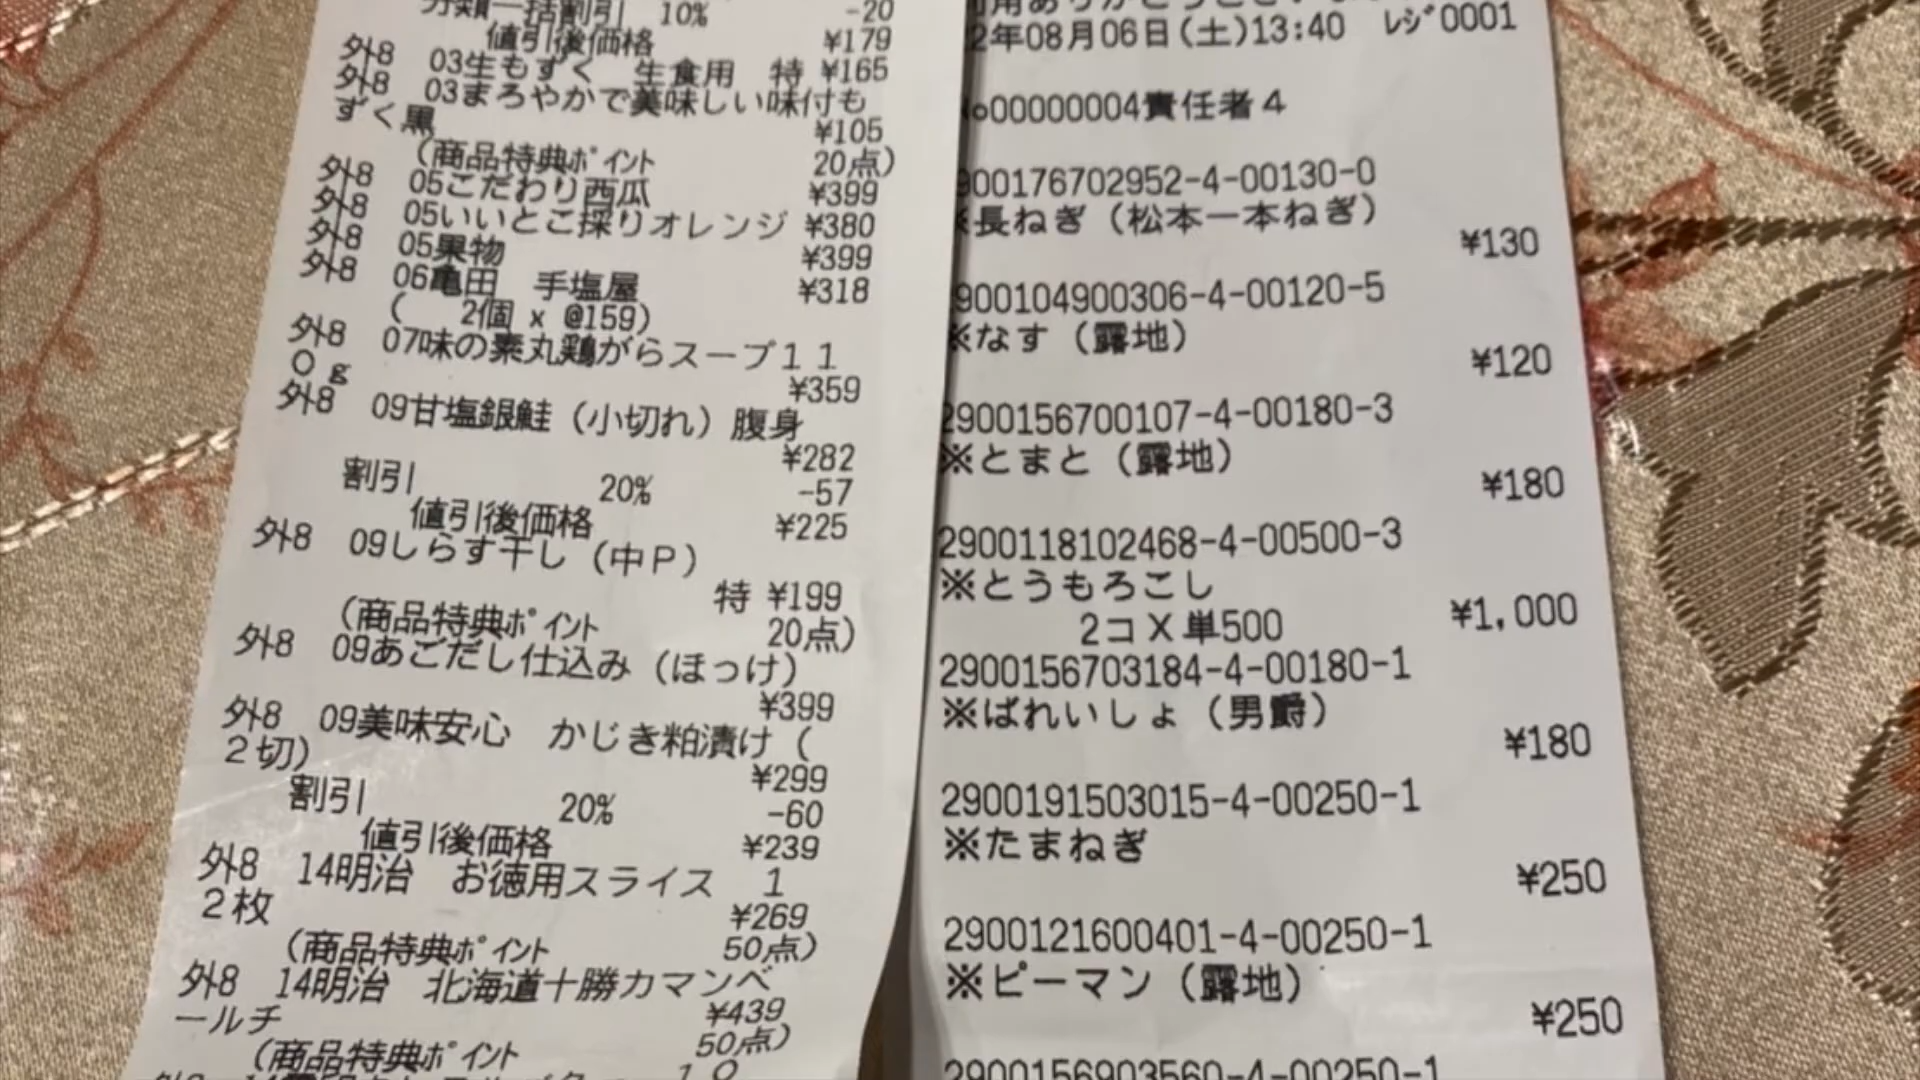 分類一括割引 10% -20
値引後価格 ¥179
外8 03生もずく 生食用 特 ¥165
外8 03まろやかで美味しい味付も
ずく黒 ¥105
(商品特典ポイント 20点)
外8 05こだわり西瓜 ¥399
外8 05いいとこ採りオレンジ ¥380
外8 05果物 ¥399
外8 06亀田 手塩屋 ¥318
( 2個 x @159)
外8 07味の素丸鶏がらスープ11
0g ¥359
外8 09甘塩銀鮭(小切れ)腹身
¥282
割引 20% -57
値引後価格 ¥225
外8 09しらす干し(中P)
特 ¥199
(商品特典ポイント 20点)
外8 09あごだし仕込み(ほっけ)
¥399
外8 09美味安心 かじき粕漬け(
2切) ¥299
割引 20% -60
値引後価格 ¥239
外8 14明治 お徳用スライス 1
2枚 ¥269
(商品特典ポイント 50点)
外8 14明治 北海道十勝カマンベ
ールチ ¥439
(商品特典ポイント 50点)
2年08月06日(土)13:40 レジ0001
No00000004責任者4
900176702952-4-00130-0
※長ねぎ(松本一本ねぎ)
¥130
900104900306-4-00120-5
※なす(露地)
¥120
2900156700107-4-00180-3
※とまと(露地)
¥180
2900118102468-4-00500-3
※とうもろこし
2コX単500 ¥1,000
2900156703184-4-00180-1
※ばれいしょ(男爵)
¥180
2900191503015-4-00250-1
※たまねぎ
¥250
2900121600401-4-00250-1
※ピーマン(露地)
¥250
2900156903560-4-00250-1